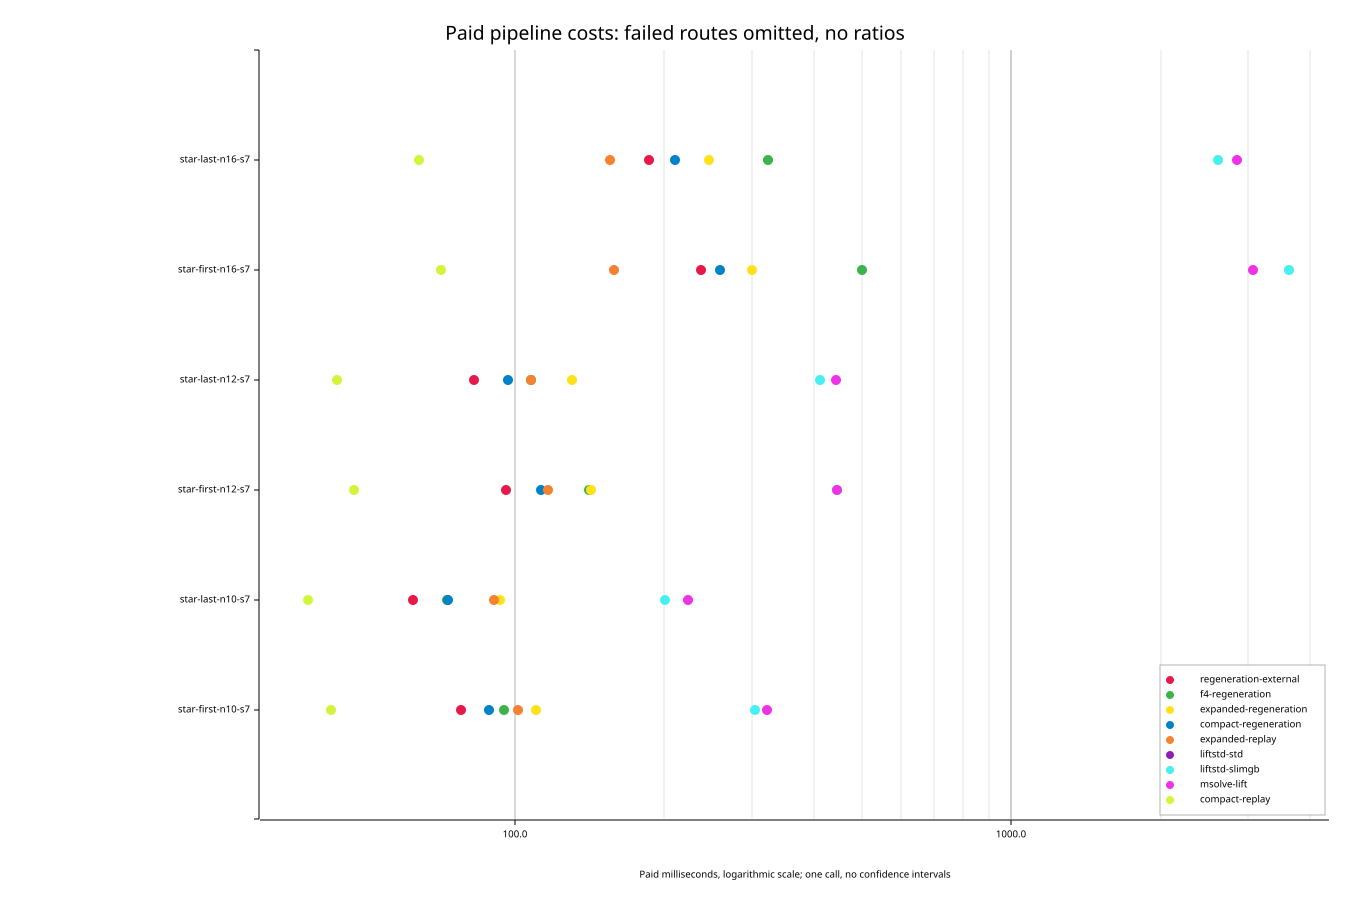 Paid pipeline costs: failed routes omitted, no ratios
star-last-n16-s7
star-first-n16-s7
star-last-n12-s7
star-first-n12-s7
star-last-n10-s7
star-first-n10-s7
regeneration-external
f4-regeneration
expanded-regeneration
compact-regeneration
expanded-replay
liftstd-std
liftstd-slimgb
msolve-lift
compact-replay
100.0
1000.0
Paid milliseconds, logarithmic scale; one call, no confidence intervals